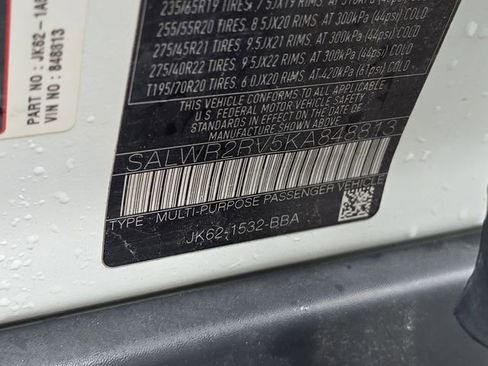 PART NO : JK62-1A
VIN NO : 848813
235/65R19 TIRES
255/55R20 TIRES 8.5JX20 RIMS. AT 300kPa (44psi) COLD
275/45R21 TIRES 9.5JX21 RIMS. AT 300kPa (44psi) COLD
275/40R22 TIRES 9.5JX22 RIMS. AT 300kPa (44psi) COLD
T195/70R20 TIRES 6.0JX20 RIMS. AT 420kPa (61psi) COLD
THIS VEHICLE CONFORMS TO ALL APPLICABLE
U.S. FEDERAL MOTOR VEHICLE SAFETY
STANDARDS IN EFFECT ON THE DATE OF
MANUFACTURE SHOWN ABOVE.
SALWR2RV5KA848813
TYPE : MULTI-PURPOSE PASSENGER VEHICLE
JK62-1532-BBA